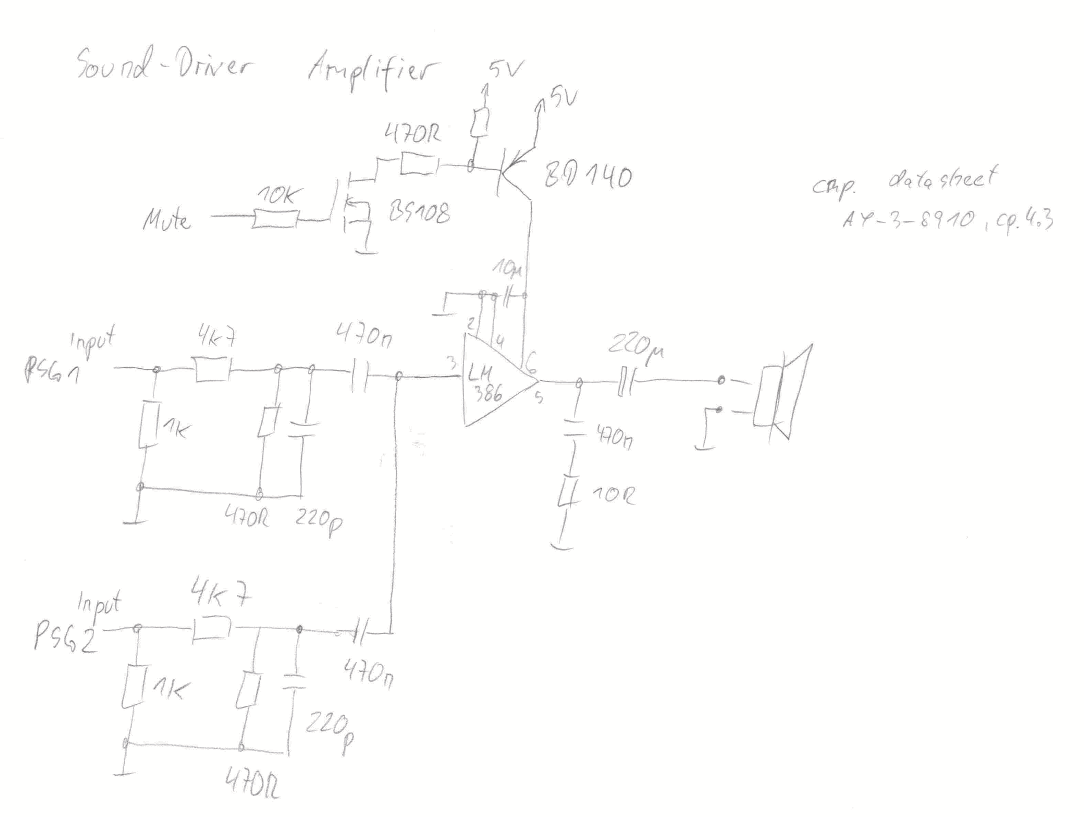 Sound-Driver Amplifier
5V
5V
470R
BD140
10K
BS108
Mute
cmp. datasheet
AY-3-8910, cp. 4.3
10µ
2
4
Input
PSG1
4k7
470n
3
LM
386
6
5
220µ
1K
470n
470R
220p
10R
Input
PSG2
4K7
470n
1K
220p
470R